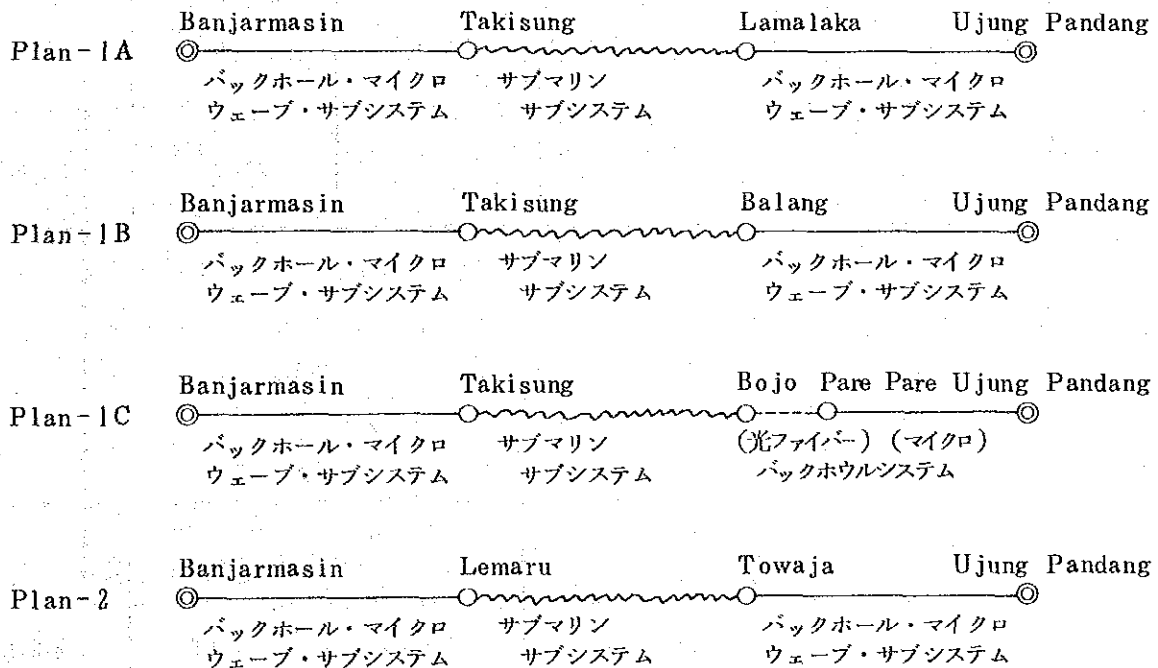 Banjarmasin Takisung Lamalaka Ujung Pandang
Plan-1A
バックホール・マイクロ サブマリン バックホール・マイクロ
ウェーブ・サブシステム サブシステム ウェーブ・サブシステム
Banjarmasin Takisung Balang Ujung Pandang
Plan-1B
バックホール・マイクロ サブマリン バックホール・マイクロ
ウェーブ・サブシステム サブシステム ウェーブ・サブシステム
Banjarmasin Takisung Bojo Pare Pare Ujung Pandang
Plan-1C
バックホール・マイクロ サブマリン (光ファイバー) (マイクロ)
ウェーブ・サブシステム サブシステム バックホウルシステム
Banjarmasin Lemaru Towaja Ujung Pandang
Plan-2
バックホール・マイクロ サブマリン バックホール・マイクロ
ウェーブ・サブシステム サブシステム ウェーブ・サブシステム